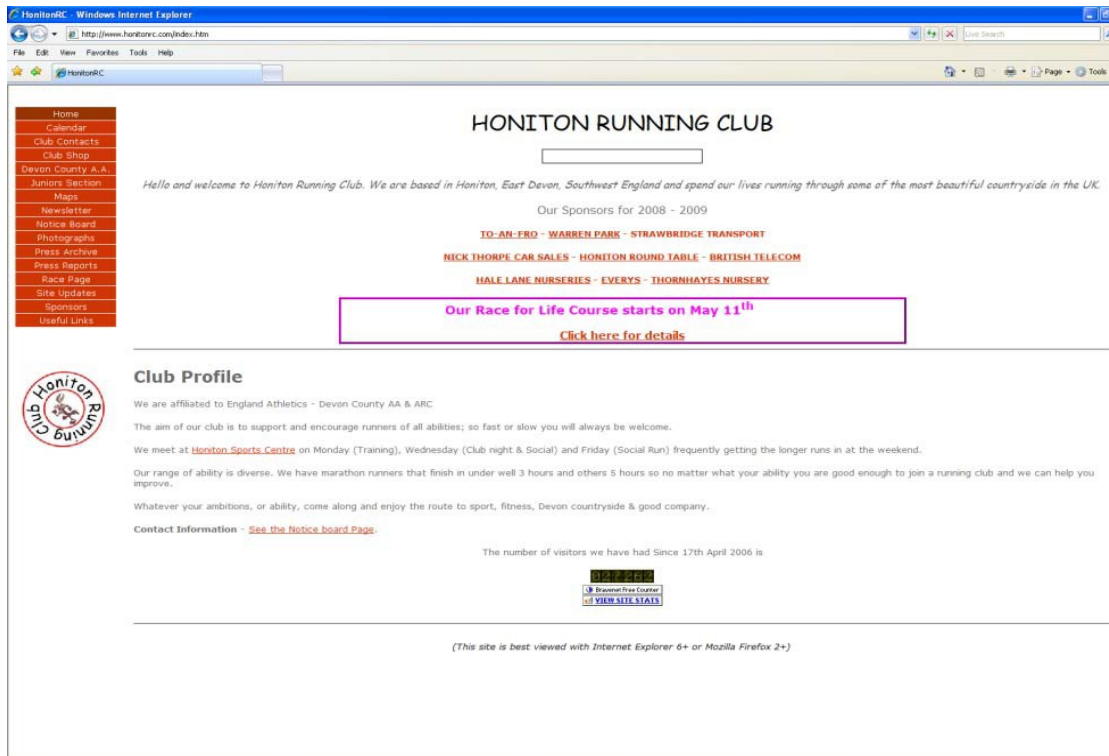 HonitonRC - Windows Internet Explorer
http://www.honitonrc.com/index.htm
Live Search
File Edit View Favorites Tools Help
HonitonRC
Page Tools
Home
Calendar
Club Contacts
Club Shop
Devon County A.A.
Juniors Section
Maps
Newsletter
Notice Board
Photographs
Press Archive
Press Reports
Race Page
Site Updates
Sponsors
Useful Links
Honiton Running Club
HONITON RUNNING CLUB
Hello and welcome to Honiton Running Club. We are based in Honiton, East Devon, Southwest England and spend our lives running through some of the most beautiful countryside in the UK.
Our Sponsors for 2008 - 2009
TO-AN-FRO - WARREN PARK - STRAWBRIDGE TRANSPORT
NICK THORPE CAR SALES - HONITON ROUND TABLE - BRITISH TELECOM
HALE LANE NURSERIES - EVERYS - THORNHAYES NURSERY
Our Race for Life Course starts on May 11th
Click here for details
Club Profile
We are affiliated to England Athletics - Devon County AA & ARC
The aim of our club is to support and encourage runners of all abilities; so fast or slow you will always be welcome.
We meet at Honiton Sports Centre on Monday (Training), Wednesday (Club night & Social) and Friday (Social Run) frequently getting the longer runs in at the weekend.
Our range of ability is diverse. We have marathon runners that finish in under well 3 hours and others 5 hours so no matter what your ability you are good enough to join a running club and we can help you
improve.
Whatever your ambitions, or ability, come along and enjoy the route to sport, fitness, Devon countryside & good company.
Contact Information - See the Notice board Page.
The number of visitors we have had Since 17th April 2006 is
027262
Bravenet Free Counter
VIEW SITE STATS
(This site is best viewed with Internet Explorer 6+ or Mozilla Firefox 2+)